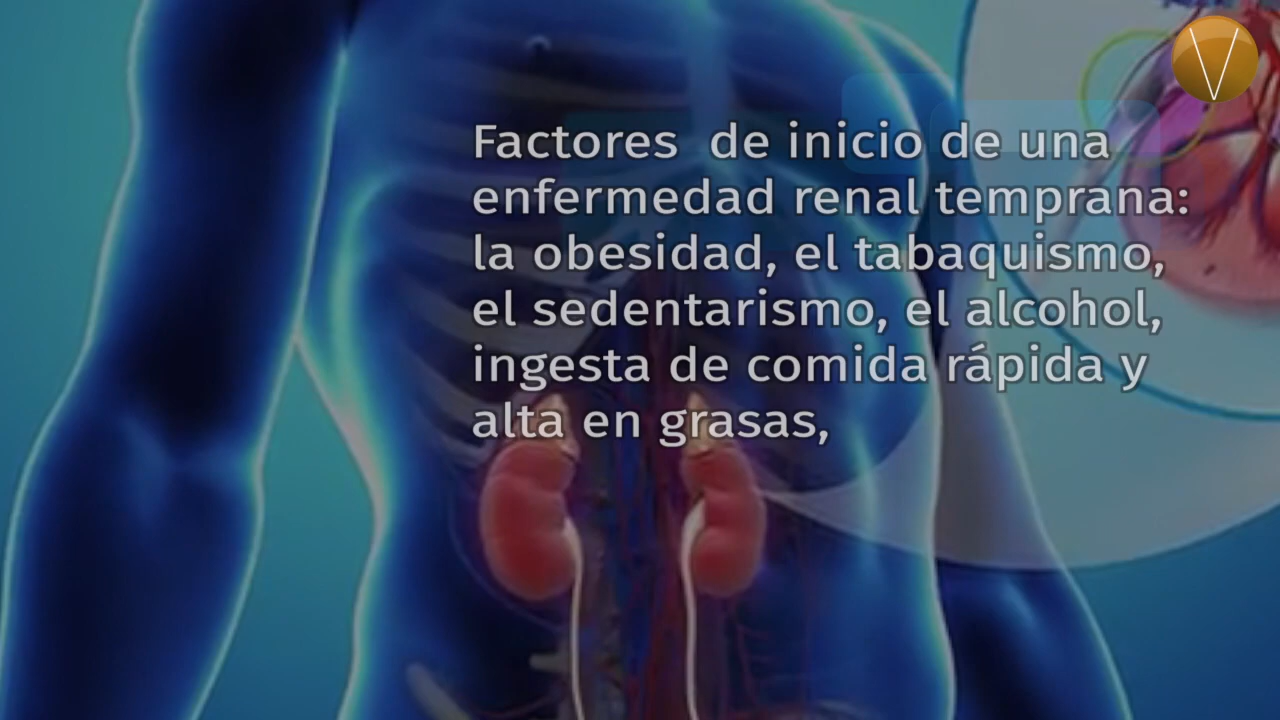 Factores  de inicio de una
enfermedad renal temprana:
la obesidad, el tabaquismo,
el sedentarismo, el alcohol,
ingesta de comida rápida y
alta en grasas,
V